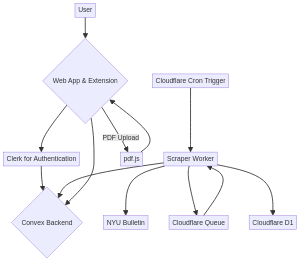 User
Web App & Extension
Cloudflare Cron Trigger
PDF Upload
Clerk for Authentication
pdf.js
Scraper Worker
Convex Backend
NYU Bulletin
Cloudflare Queue
Cloudflare D1